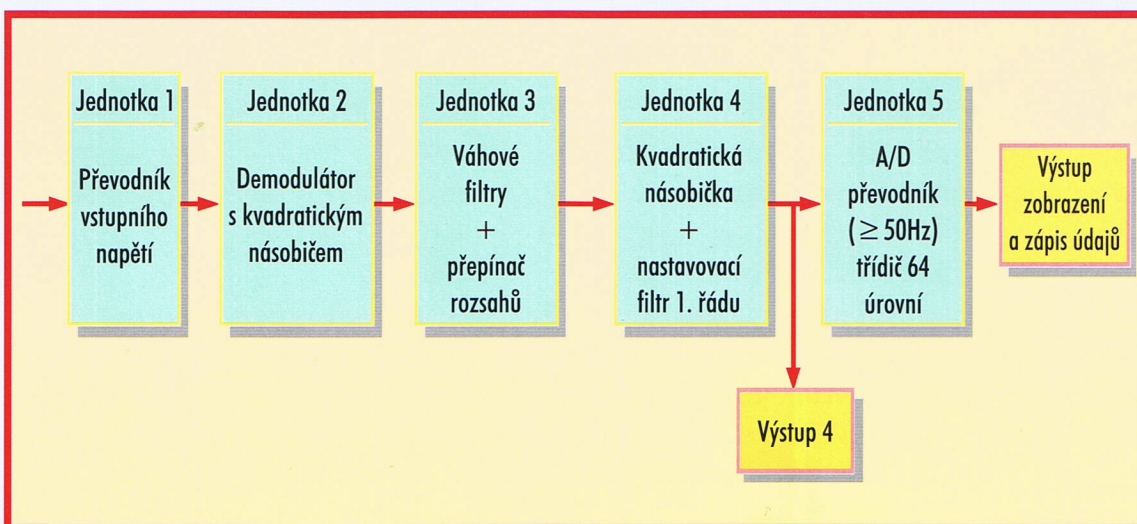 Jednotka 1
Převodník
vstupního
napětí
Jednotka 2
Demodulátor
s kvadratickým
násobičem
Jednotka 3
Váhové
filtry
+
přepínač
rozsahů
Jednotka 4
Kvadratická
násobička
+
nastavovací
filtr 1. řádu
Jednotka 5
A/D
převodník
(≥ 50Hz)
třídič 64
úrovní
Výstup
zobrazení
a zápis údajů
Výstup 4